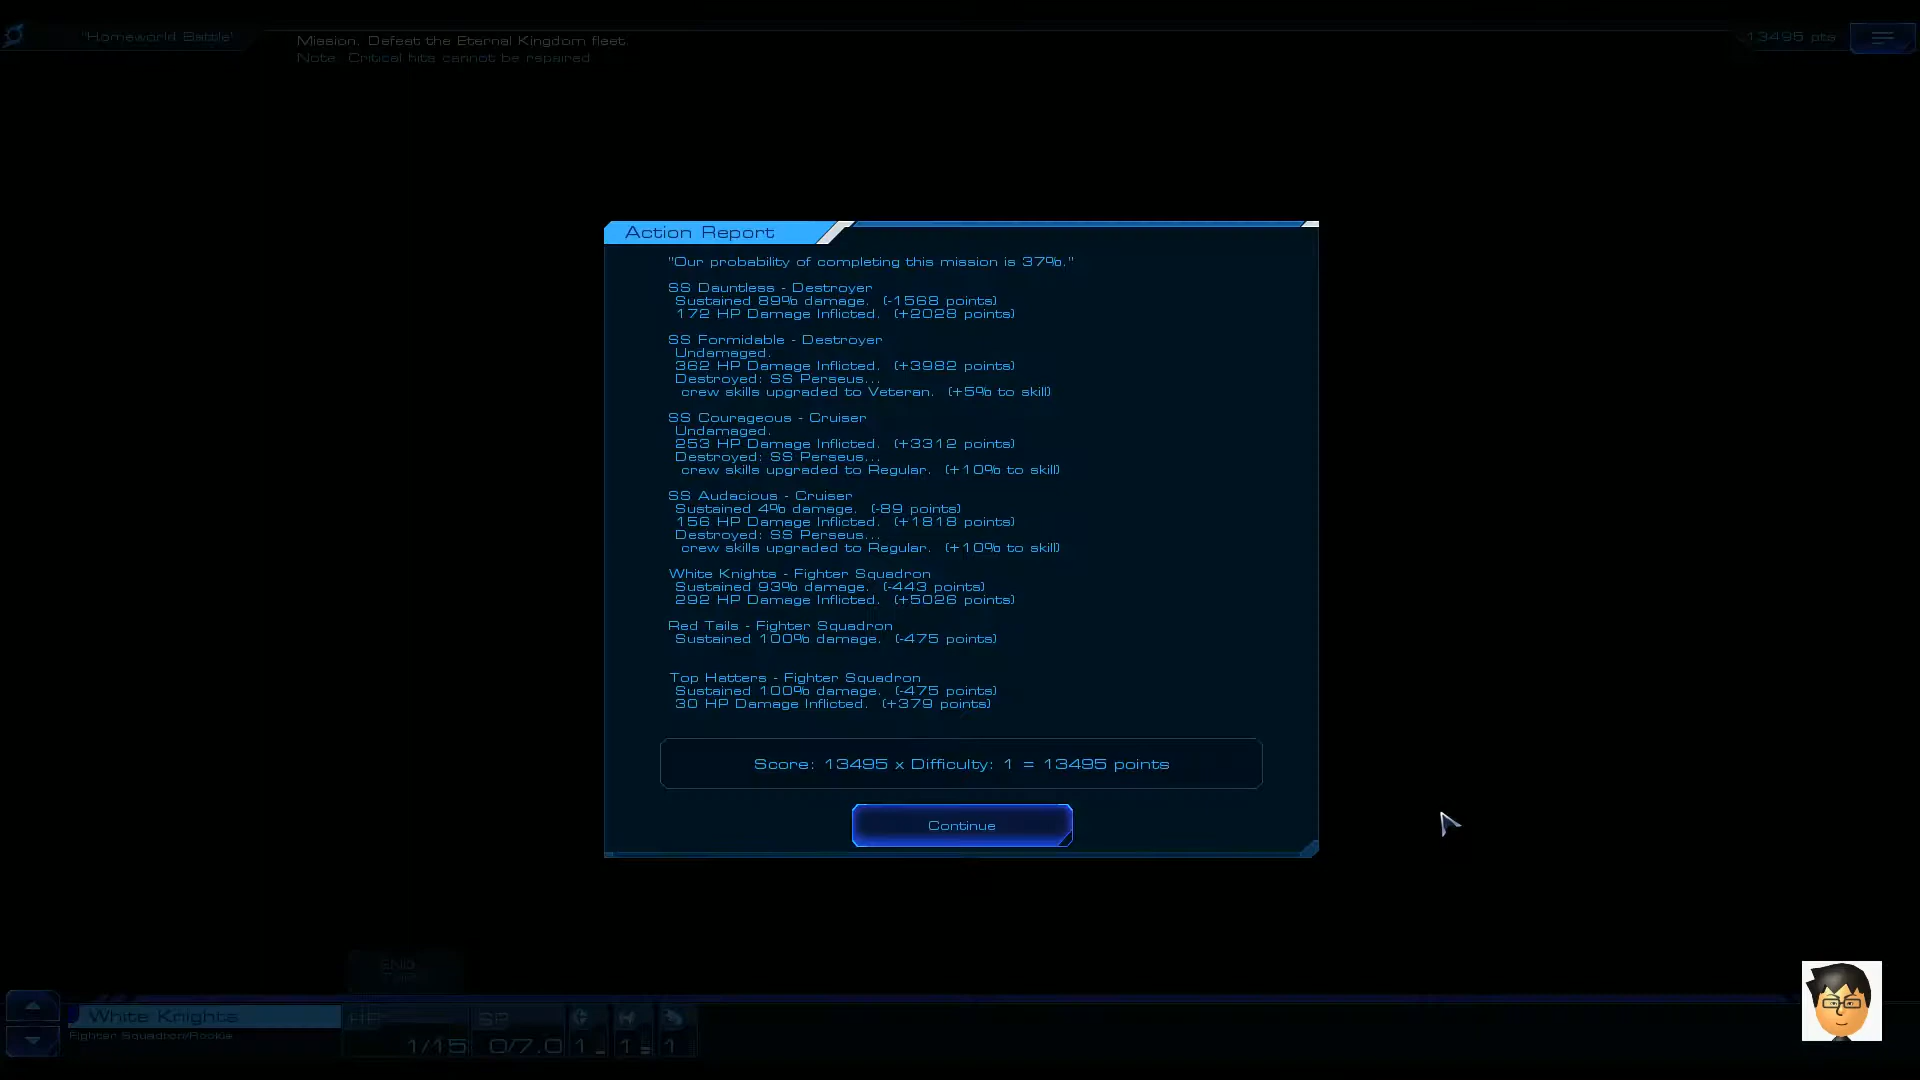 "Homeworld Battle"
Mission. Defeat the Eternal Kingdom fleet.
Note. Critical hits cannot be repaired
13495 pts
Action Report
"Our probability of completing this mission is 37%."
SS Dauntless - Destroyer
Sustained 89% damage. (-1568 points)
172 HP Damage Inflicted. (+2028 points)
SS Formidable - Destroyer
Undamaged.
362 HP Damage Inflicted. (+3982 points)
Destroyed: SS Perseus...
crew skills upgraded to Veteran. (+5% to skill)
SS Courageous - Cruiser
Undamaged.
253 HP Damage Inflicted. (+3312 points)
Destroyed: SS Perseus...
crew skills upgraded to Regular. (+10% to skill)
SS Audacious - Cruiser
Sustained 4% damage. (-89 points)
156 HP Damage Inflicted. (+1818 points)
Destroyed: SS Perseus...
crew skills upgraded to Regular. (+10% to skill)
White Knights - Fighter Squadron
Sustained 93% damage. (-443 points)
292 HP Damage Inflicted. (+5026 points)
Red Tails - Fighter Squadron
Sustained 100% damage. (-475 points)
Top Hatters - Fighter Squadron
Sustained 100% damage. (-475 points)
30 HP Damage Inflicted. (+379 points)
Score: 13495 x Difficulty: 1 = 13495 points
Continue
END
White Knights
Fighter Squadron/Rookie
HP
1/15
SP
0/7.0
1
1
1